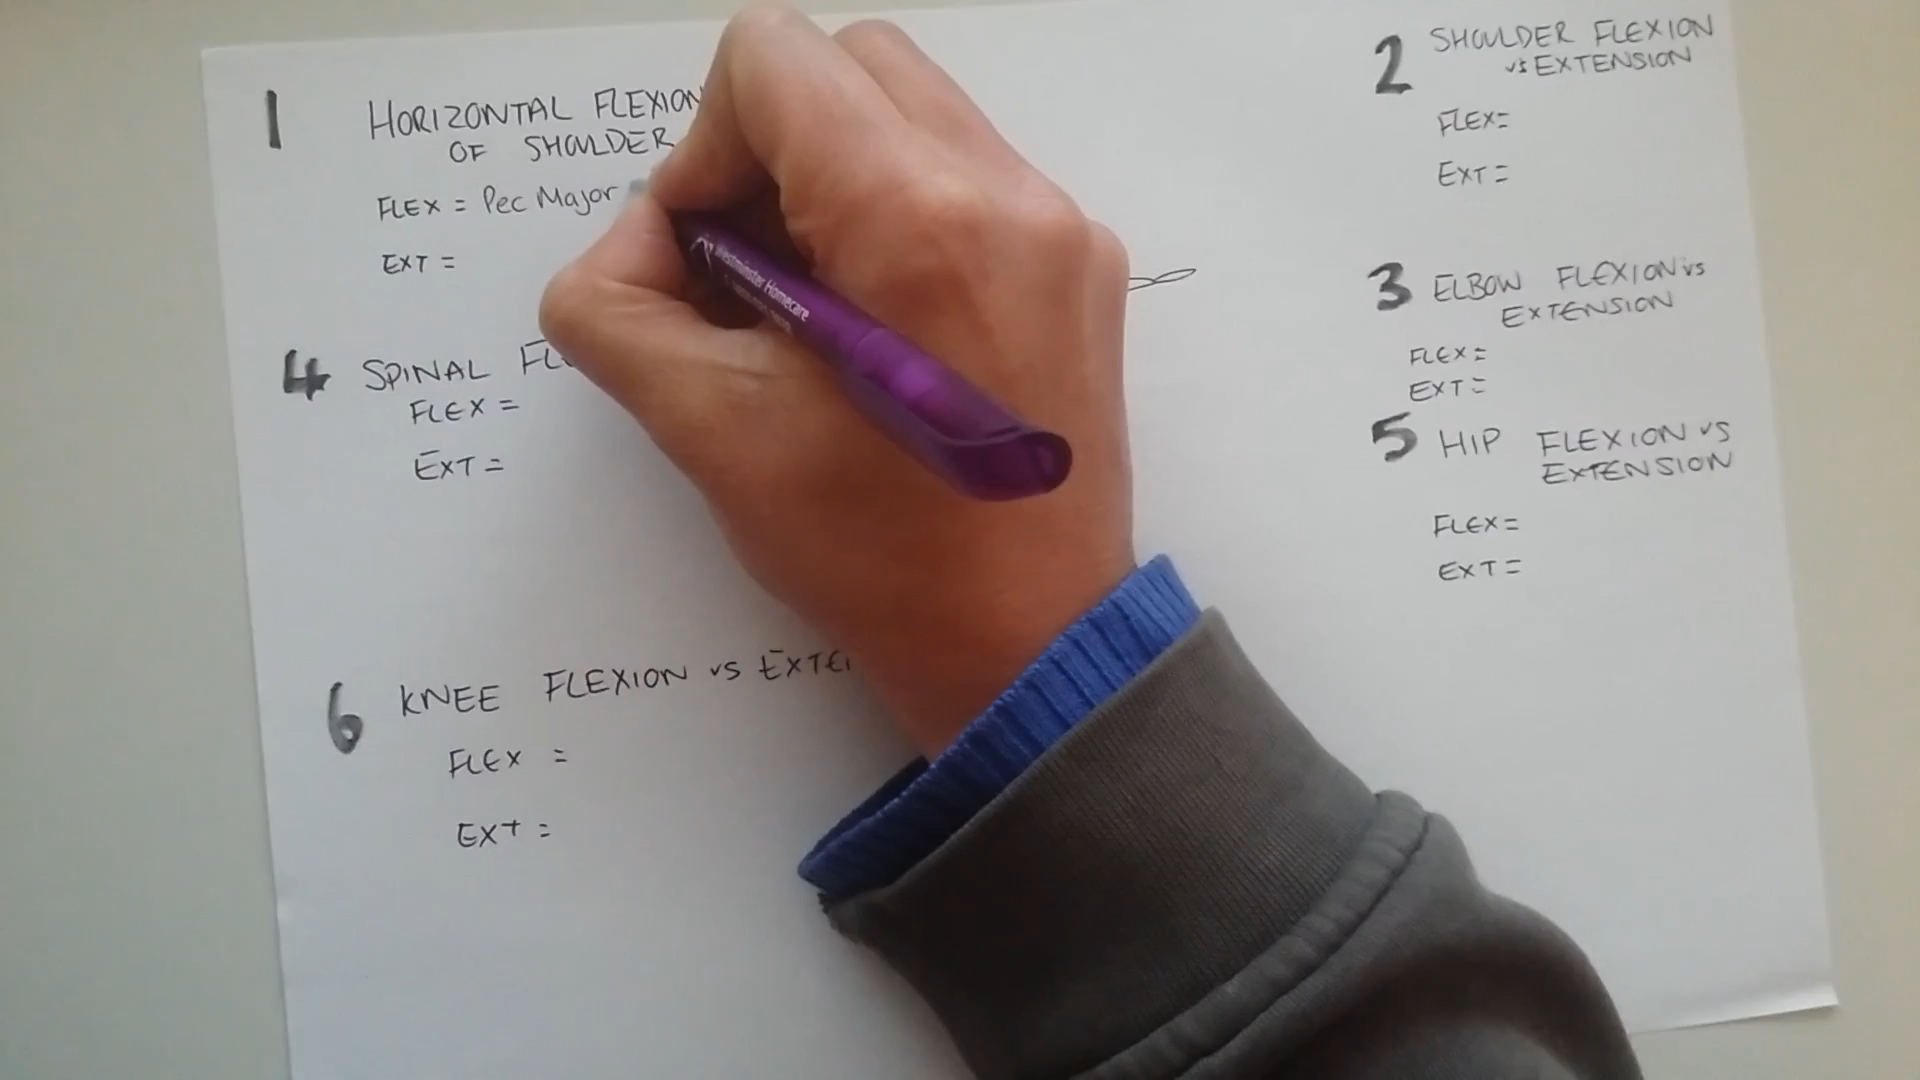 1
HORIZONTAL FLEXION
OF SHOULDER
FLEX = Pec Major
EXT =
2
SHOULDER FLEXION
vs EXTENSION
FLEX=
EXT =
3
ELBOW FLEXION vs
EXTENSION
FLEX =
EXT =
4
SPINAL
FLEX =
EXT =
5
HIP FLEXION vs
EXTENSION
FLEX=
EXT =
6
KNEE FLEXION vs
FLEX =
EXT =
Westminster Homecare